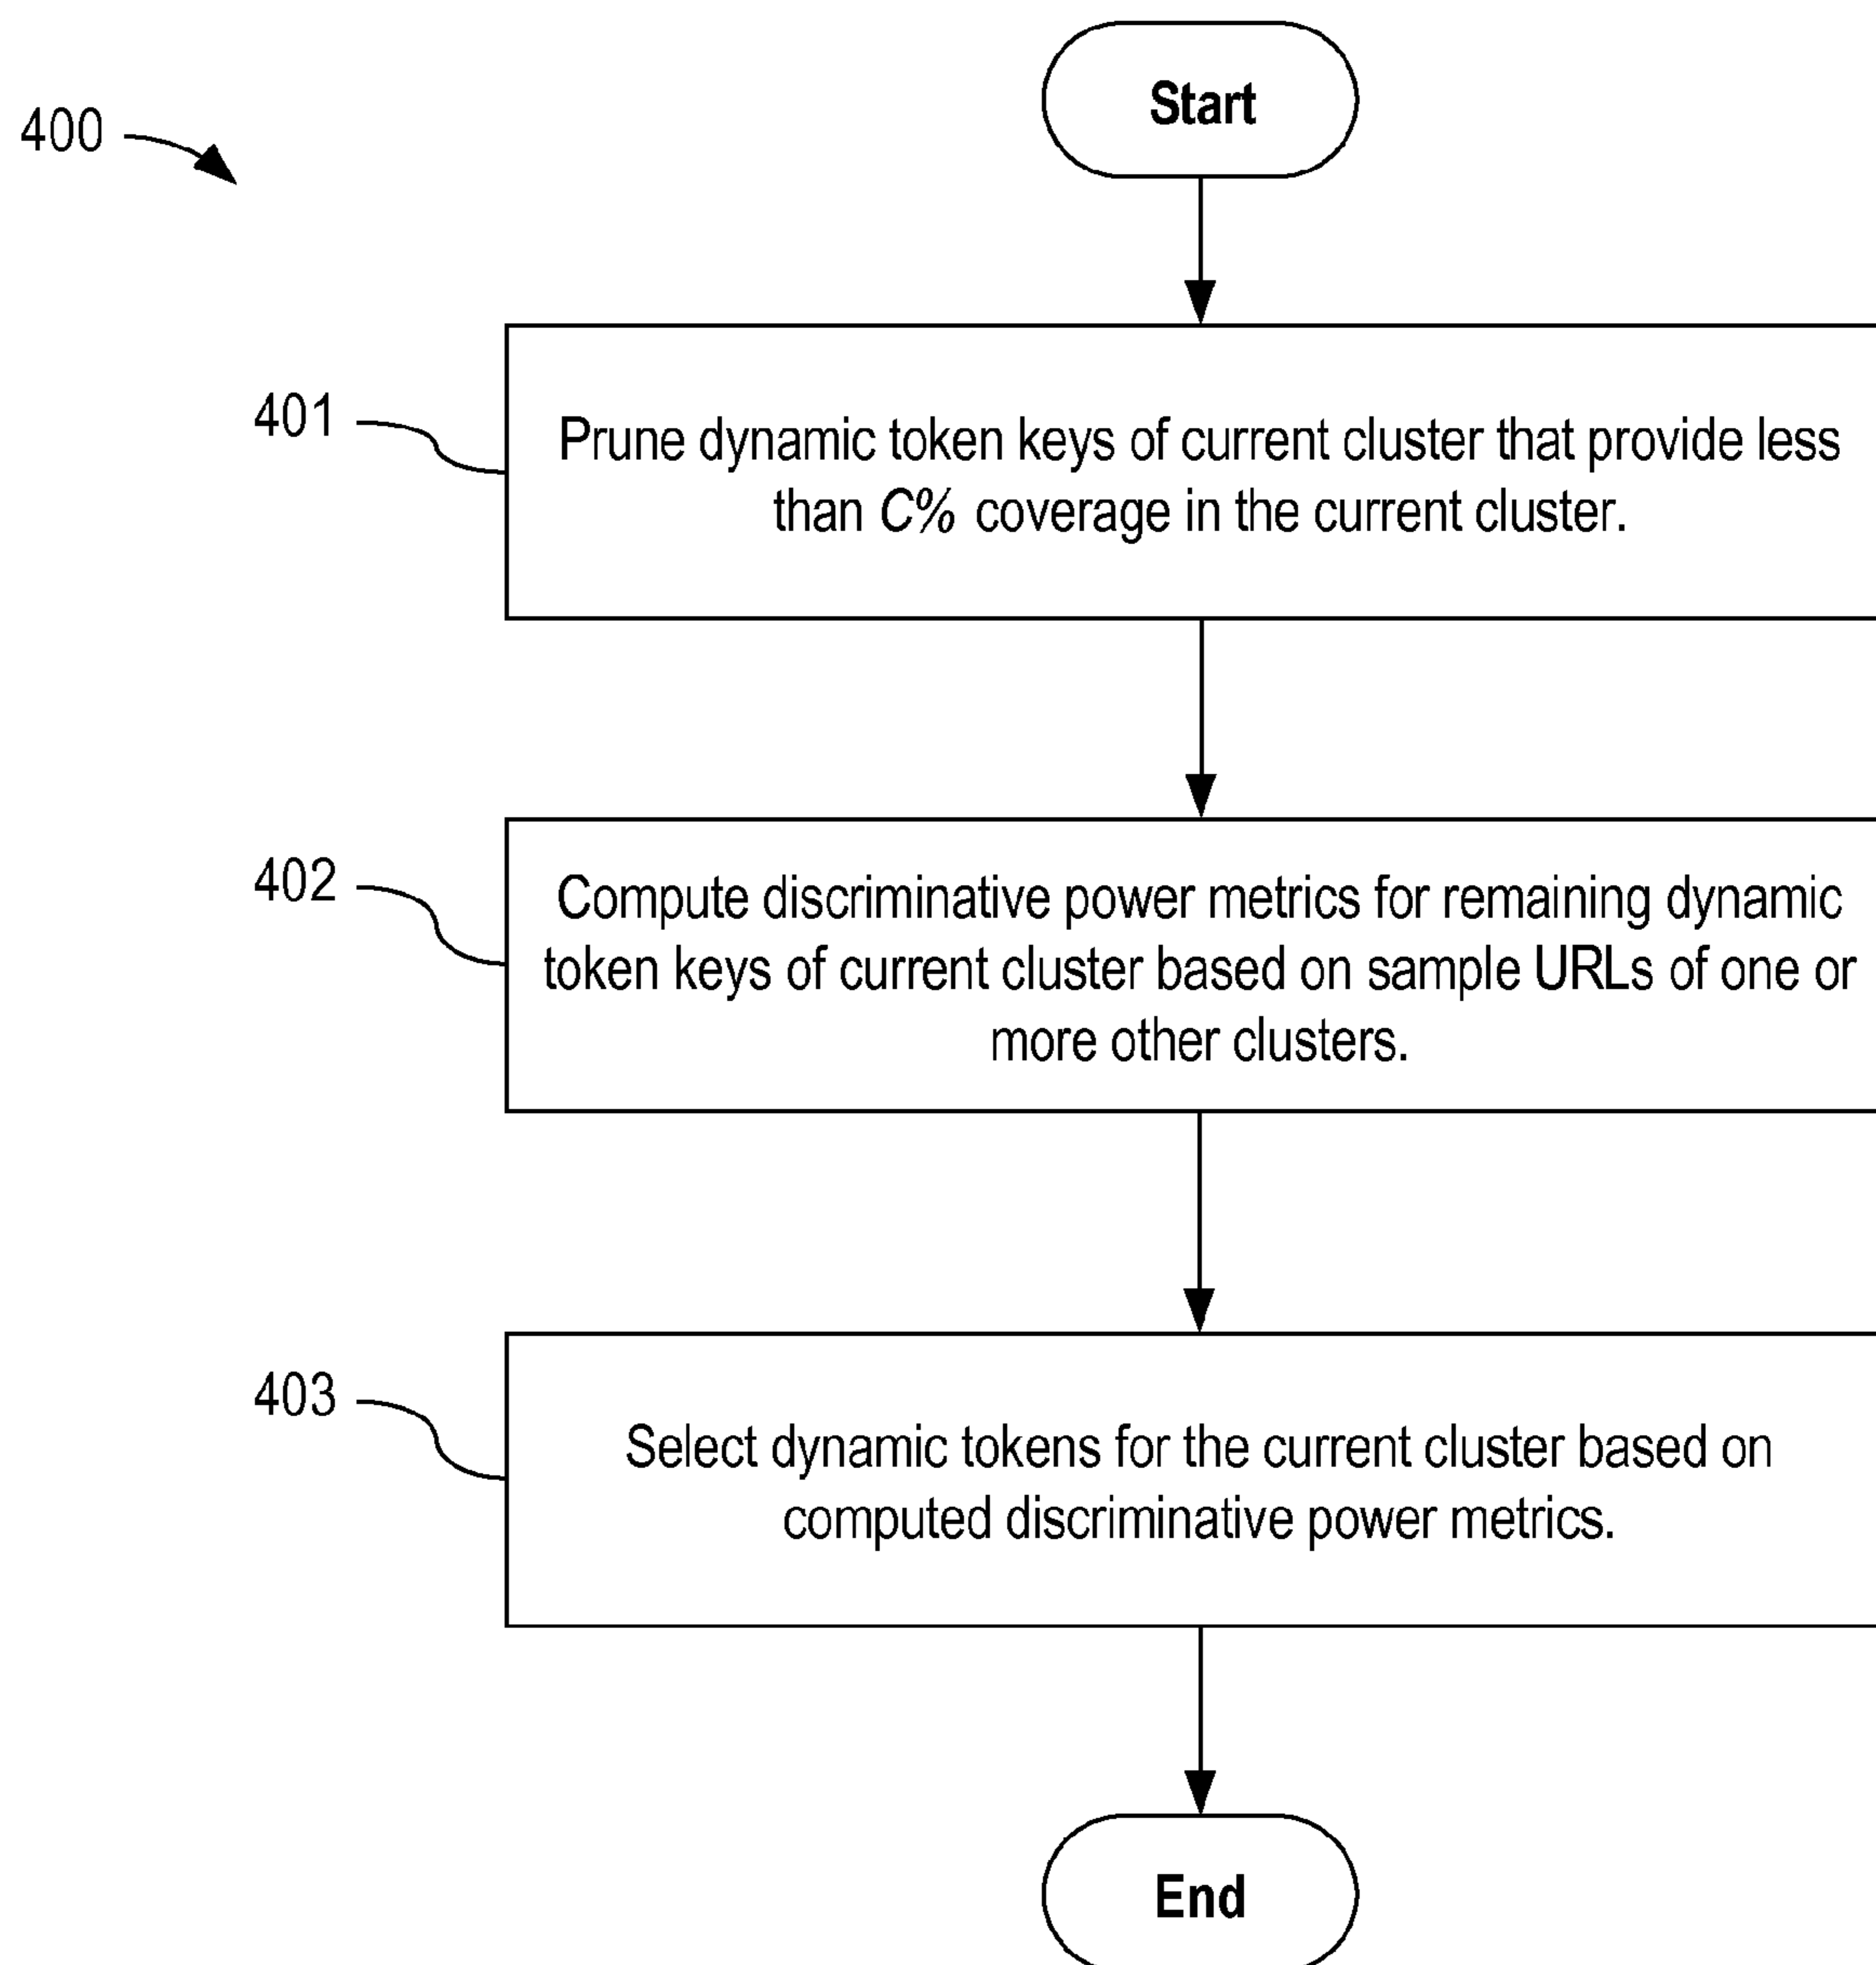 Start
400
401
Prune dynamic token keys of current cluster that provide less
than C% coverage in the current cluster.
402
Compute discriminative power metrics for remaining dynamic
token keys of current cluster based on sample URLs of one or
more other clusters.
403
Select dynamic tokens for the current cluster based on
computed discriminative power metrics.
End